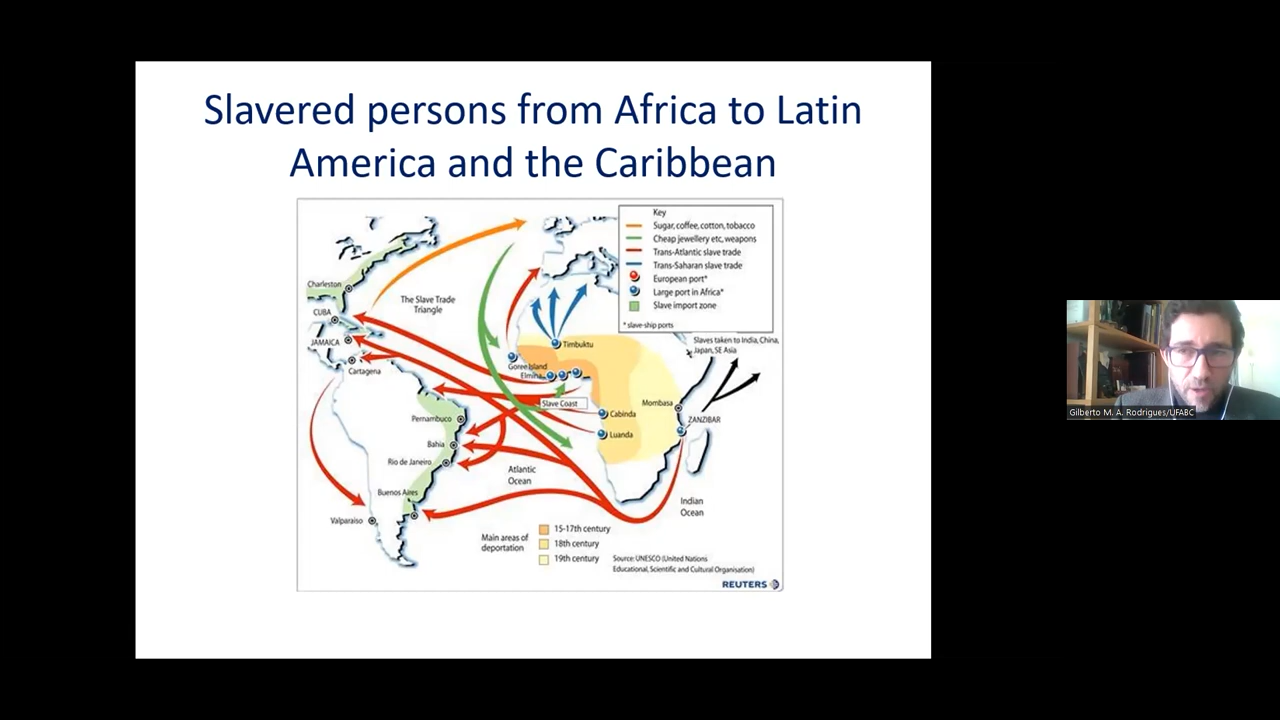 Slavered persons from Africa to Latin
America and the Caribbean
Key
Sugar, coffee, cotton, tobacco
Cheap jewellery etc, weapons
Trans-Atlantic slave trade
Trans-Saharan slave trade
European port*
Large port in Africa*
Slave import zone
* slave-ship ports
Charleston
The Slave Trade
Triangle
CUBA
JAMAICA
Cartagena
Timbuktu
Goree Island
Elmina
Slave Coast
Slaves taken to India, China,
Japan, SE Asia
Mombasa
ZANZIBAR
Cabinda
Luanda
Pernambuco
Bahia
Rio de Janeiro
Buenos Aires
Valparaiso
Atlantic
Ocean
Indian
Ocean
Main areas of
deportation
15-17th century
18th century
19th century
Source: UNESCO (United Nations
Educational, Scientific and Cultural Organisation)
REUTERS
Gilberto M. A. Rodrigues/UFABC